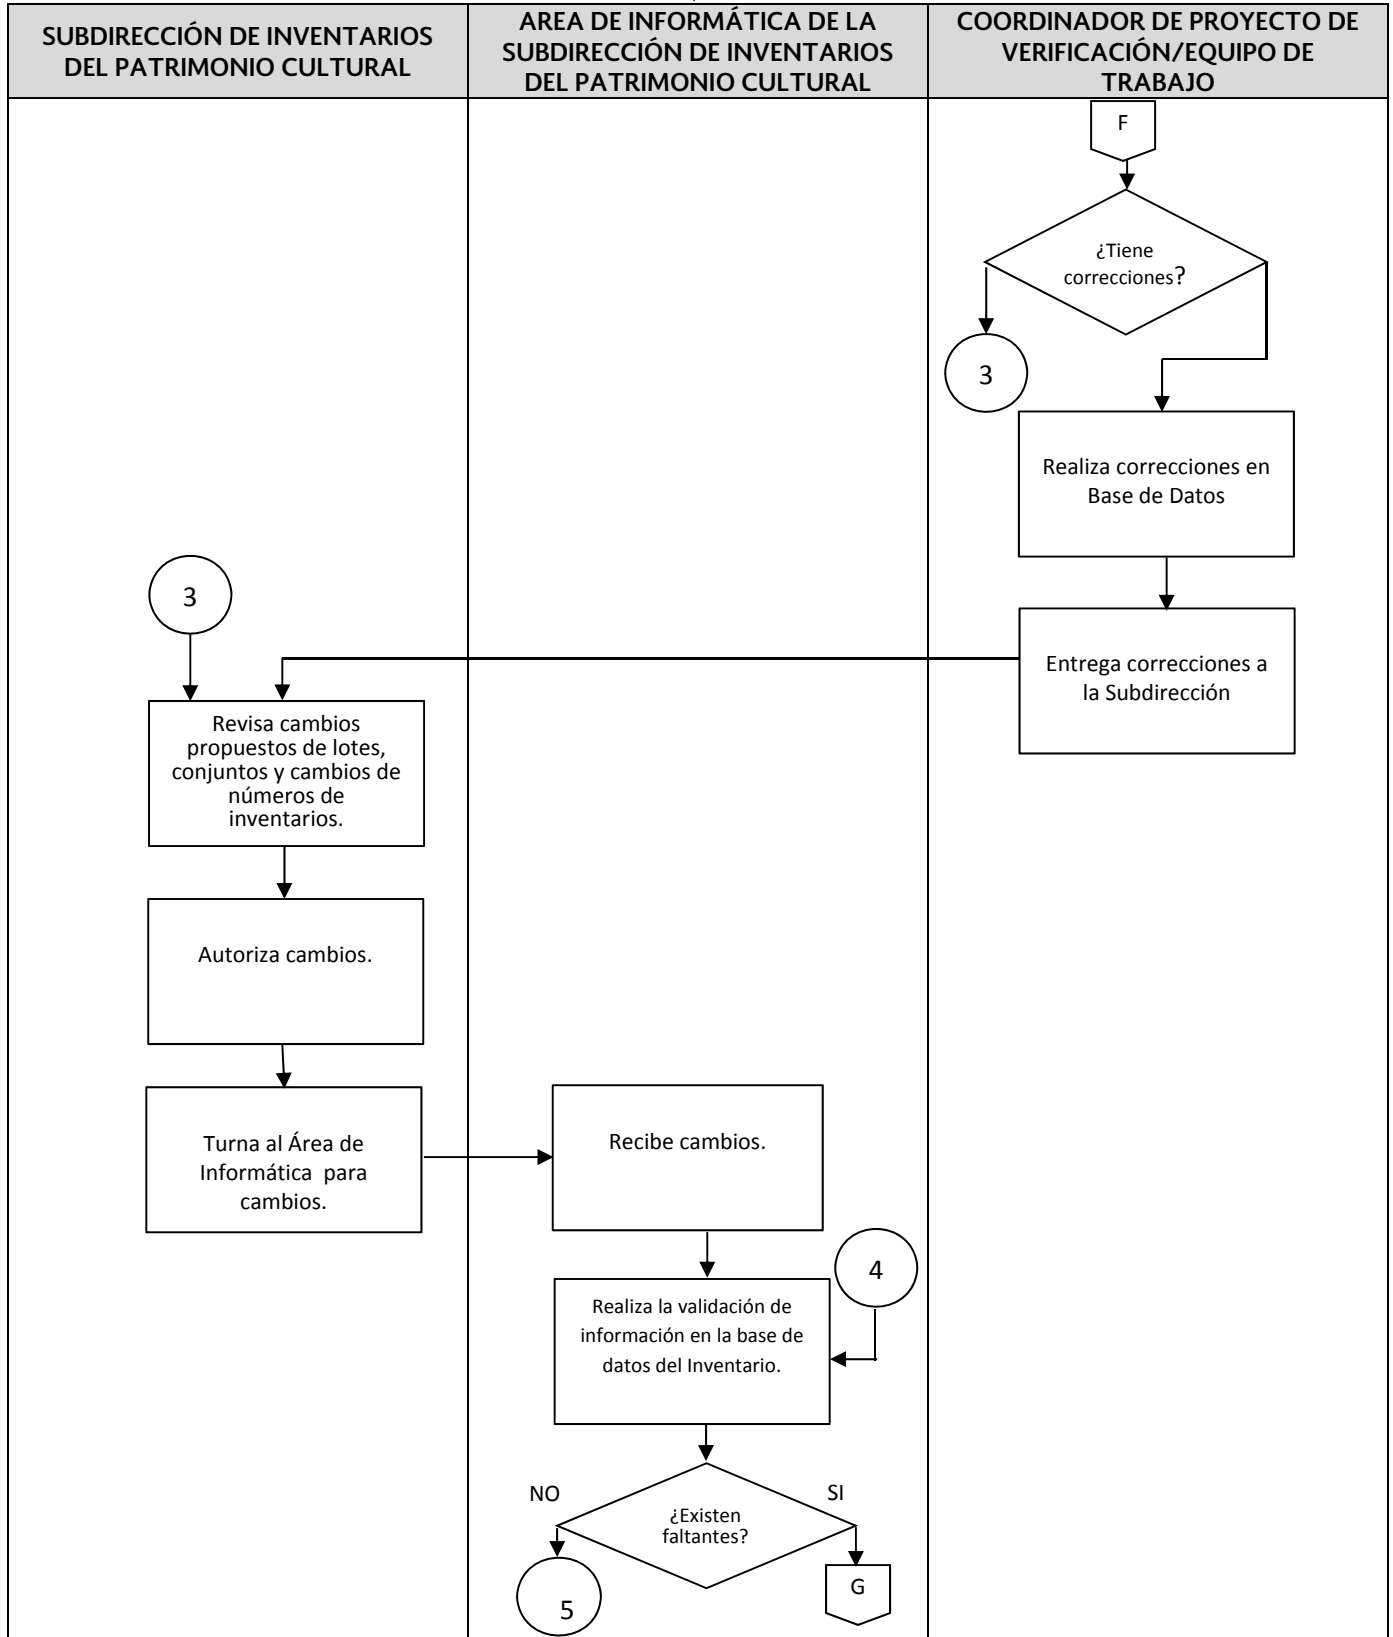 SUBDIRECCIÓN DE INVENTARIOS
DEL PATRIMONIO CULTURAL
AREA DE INFORMÁTICA DE LA
SUBDIRECCIÓN DE INVENTARIOS
DEL PATRIMONIO CULTURAL
COORDINADOR DE PROYECTO DE
VERIFICACIÓN/EQUIPO DE
TRABAJO
F
¿Tiene
correcciones?
3
Realiza correcciones en
Base de Datos
Entrega correcciones a
la Subdirección
3
Revisa cambios
propuestos de lotes,
conjuntos y cambios de
números de
inventarios.
Autoriza cambios.
Turna al Área de
Informática para
cambios.
Recibe cambios.
4
Realiza la validación de
información en la base de
datos del Inventario.
NO
SI
¿Existen
faltantes?
5
G